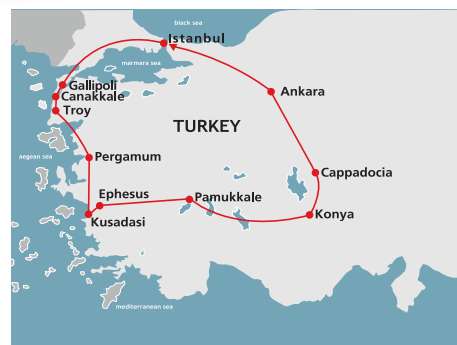 black sea
Istanbul
marmara sea
Gallipoli
Canakkale
Troy
Ankara
TURKEY
aegean sea
Pergamum
Cappadocia
Ephesus
Pamukkale
Kusadasi
Konya
mediterranean sea